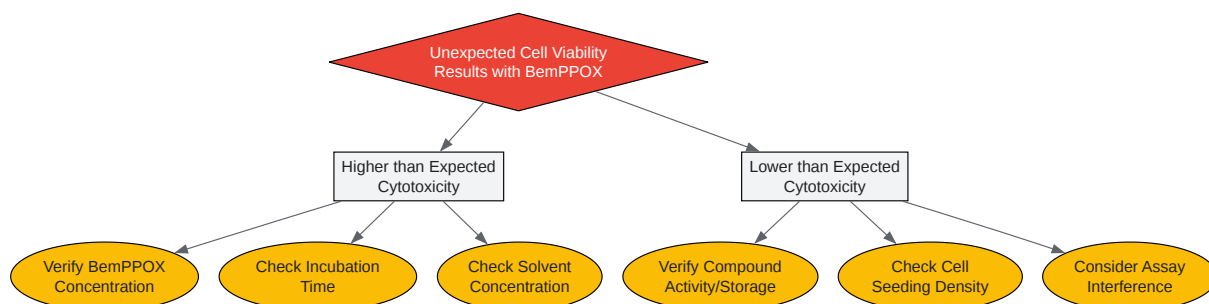 Unexpected Cell Viability
Results with BemPPOX
Higher than Expected
Cytotoxicity
Lower than Expected
Cytotoxicity
Verify BemPPOX
Concentration
Check Incubation
Time
Check Solvent
Concentration
Verify Compound
Activity/Storage
Check Cell
Seeding Density
Consider Assay
Interference